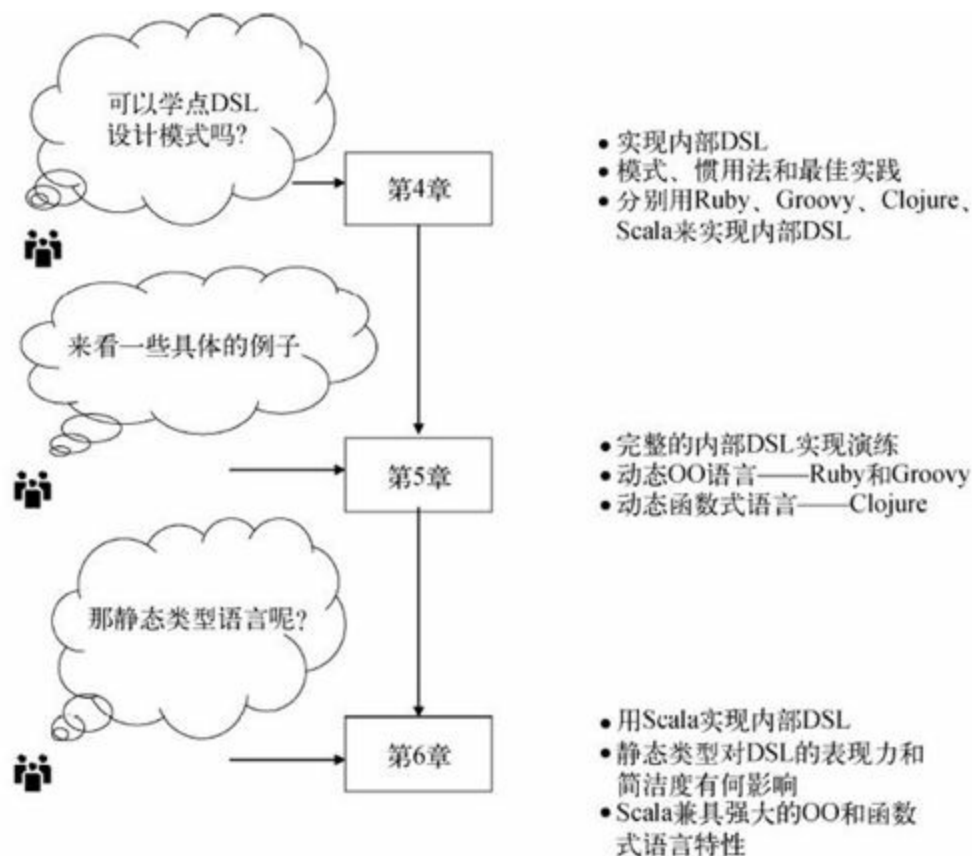 可以学点DSL
设计模式吗?
第4章
• 实现内部DSL
• 模式、惯用法和最佳实践
• 分别用Ruby、Groovy、Clojure、
Scala来实现内部DSL
来看一些具体的例子
第5章
• 完整的内部DSL实现演练
• 动态OO语言——Ruby和Groovy
• 动态函数式语言——Clojure
那静态类型语言呢?
第6章
• 用Scala实现内部DSL
• 静态类型对DSL的表现力和
简洁度有何影响
• Scala兼具强大的OO和函数
式语言特性